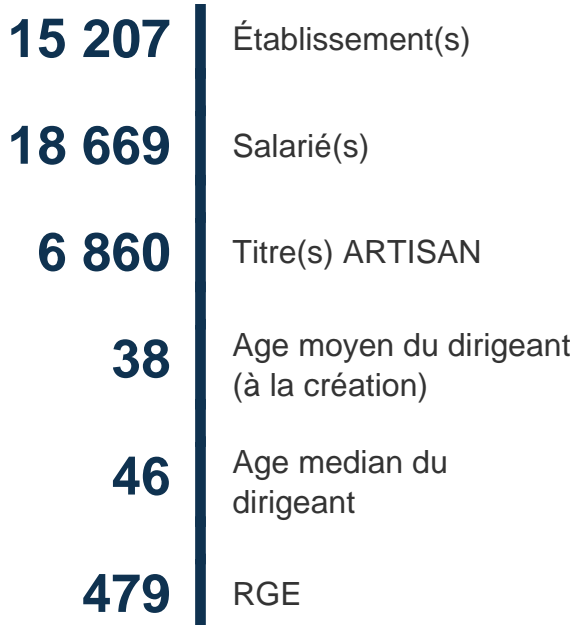 15 207 Établissement(s)
18 669 Salarié(s)
6 860 Titre(s) ARTISAN
38 Age moyen du dirigeant
(à la création)
46 Age median du
dirigeant
479 RGE